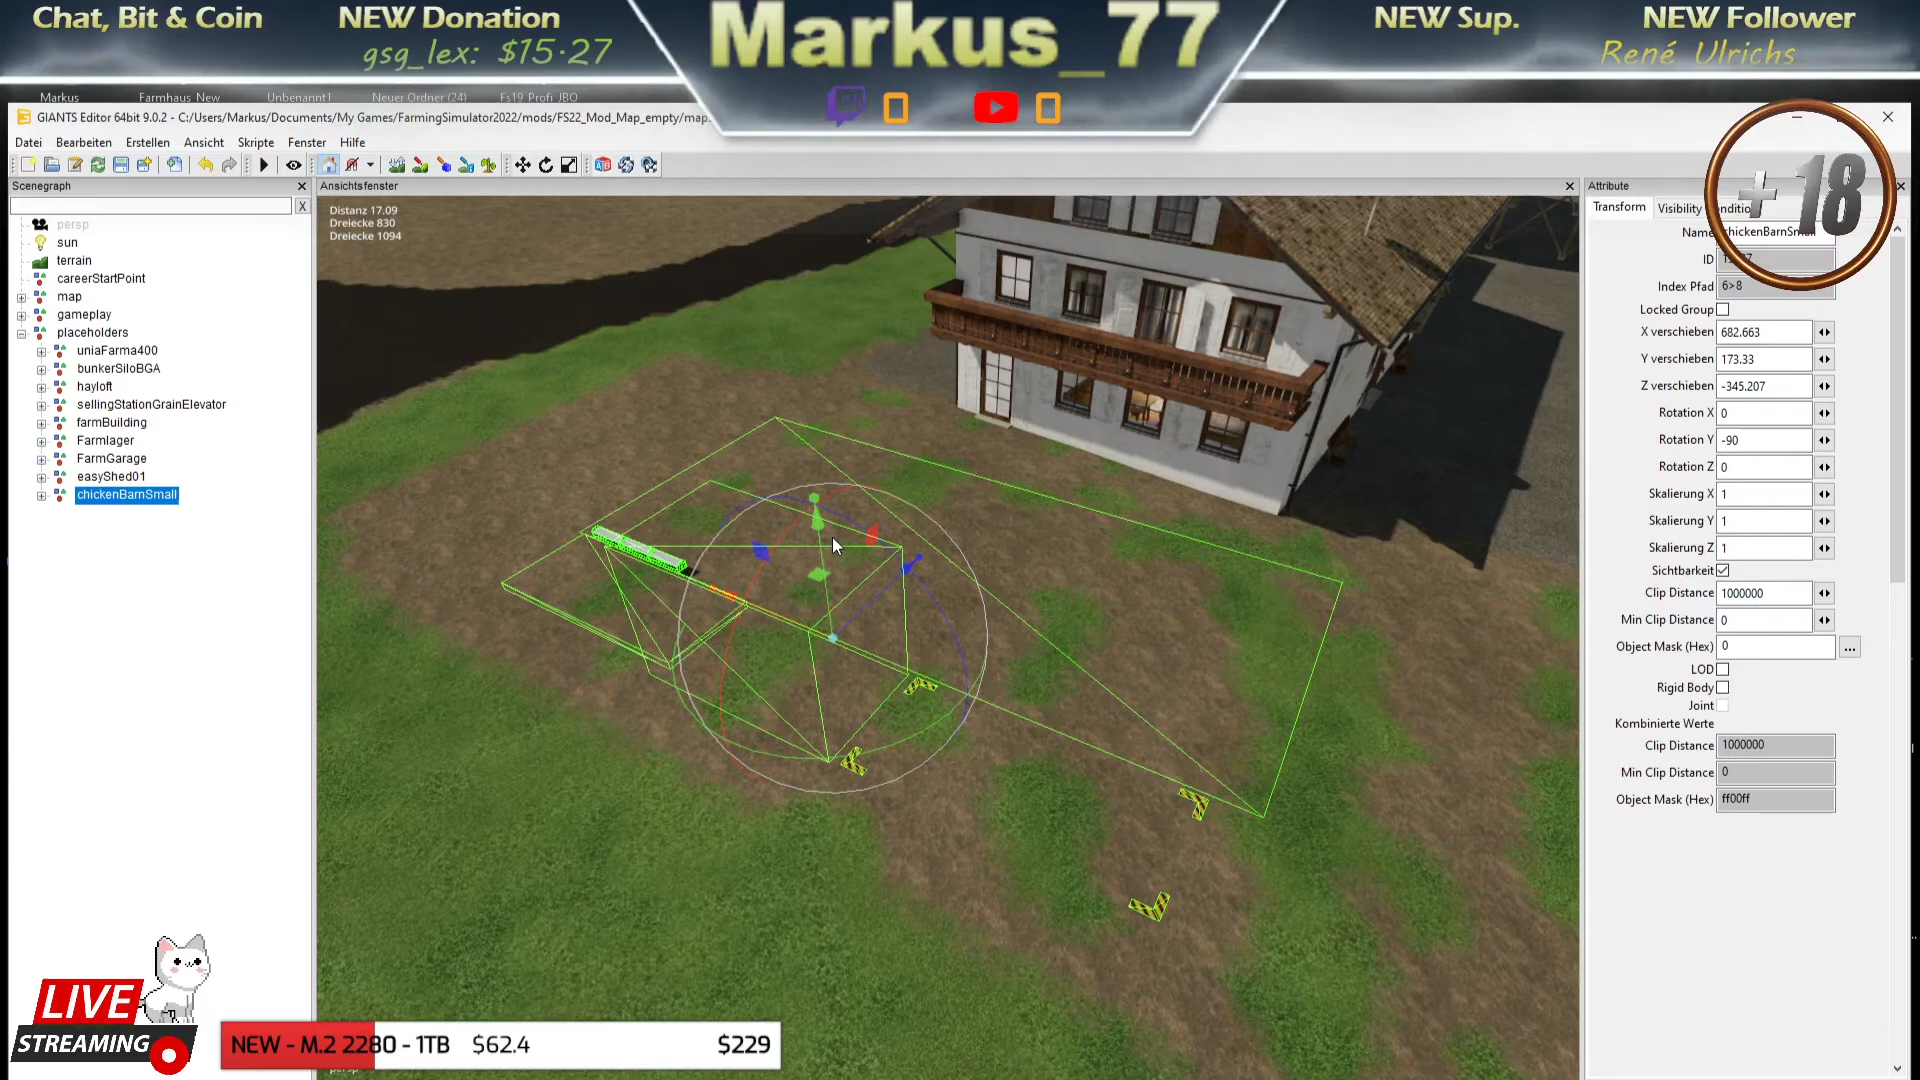 Chat, Bit & Coin
NEW Donation
gsg_lex: $15.27
Markus_77
0
0
NEW Sup.
NEW Follower
René Ulrichs
Markus
Farmhaus_New
Unbenannt1
Neuer Ordner (24)
Fs19_Profi_JBO
GIANTS Editor 64bit 9.0.2 - C:/Users/Markus/Documents/My Games/FarmingSimulator2022/mods/FS22_Mod_Map_empty/map
Datei
Bearbeiten
Erstellen
Ansicht
Skripte
Fenster
Hilfe
Scenegraph
X
persp
sun
terrain
careerStartPoint
map
gameplay
placeholders
uniaFarma400
bunkerSiloBGA
hayloft
sellingStationGrainElevator
farmBuilding
Farmlager
FarmGarage
easyShed01
chickenBarnSmall
Ansichtsfenster
Distanz 17.09
Dreiecke 830
Dreiecke 1094
persp
Attribute
Transform
Visibility
+18
Name
ID
Index Pfad 6>8
Locked Group
X verschieben 682.663
Y verschieben 173.33
Z verschieben -345.207
Rotation X 0
Rotation Y -90
Rotation Z 0
Skalierung X 1
Skalierung Y 1
Skalierung Z 1
Sichtbarkeit
Clip Distance 1000000
Min Clip Distance 0
Object Mask (Hex) 0
...
LOD
Rigid Body
Joint
Kombinierte Werte
Clip Distance 1000000
Min Clip Distance 0
Object Mask (Hex) ff00ff
LIVE
STREAMING
NEW - M.2 2280 - 1TB $62.4 $229